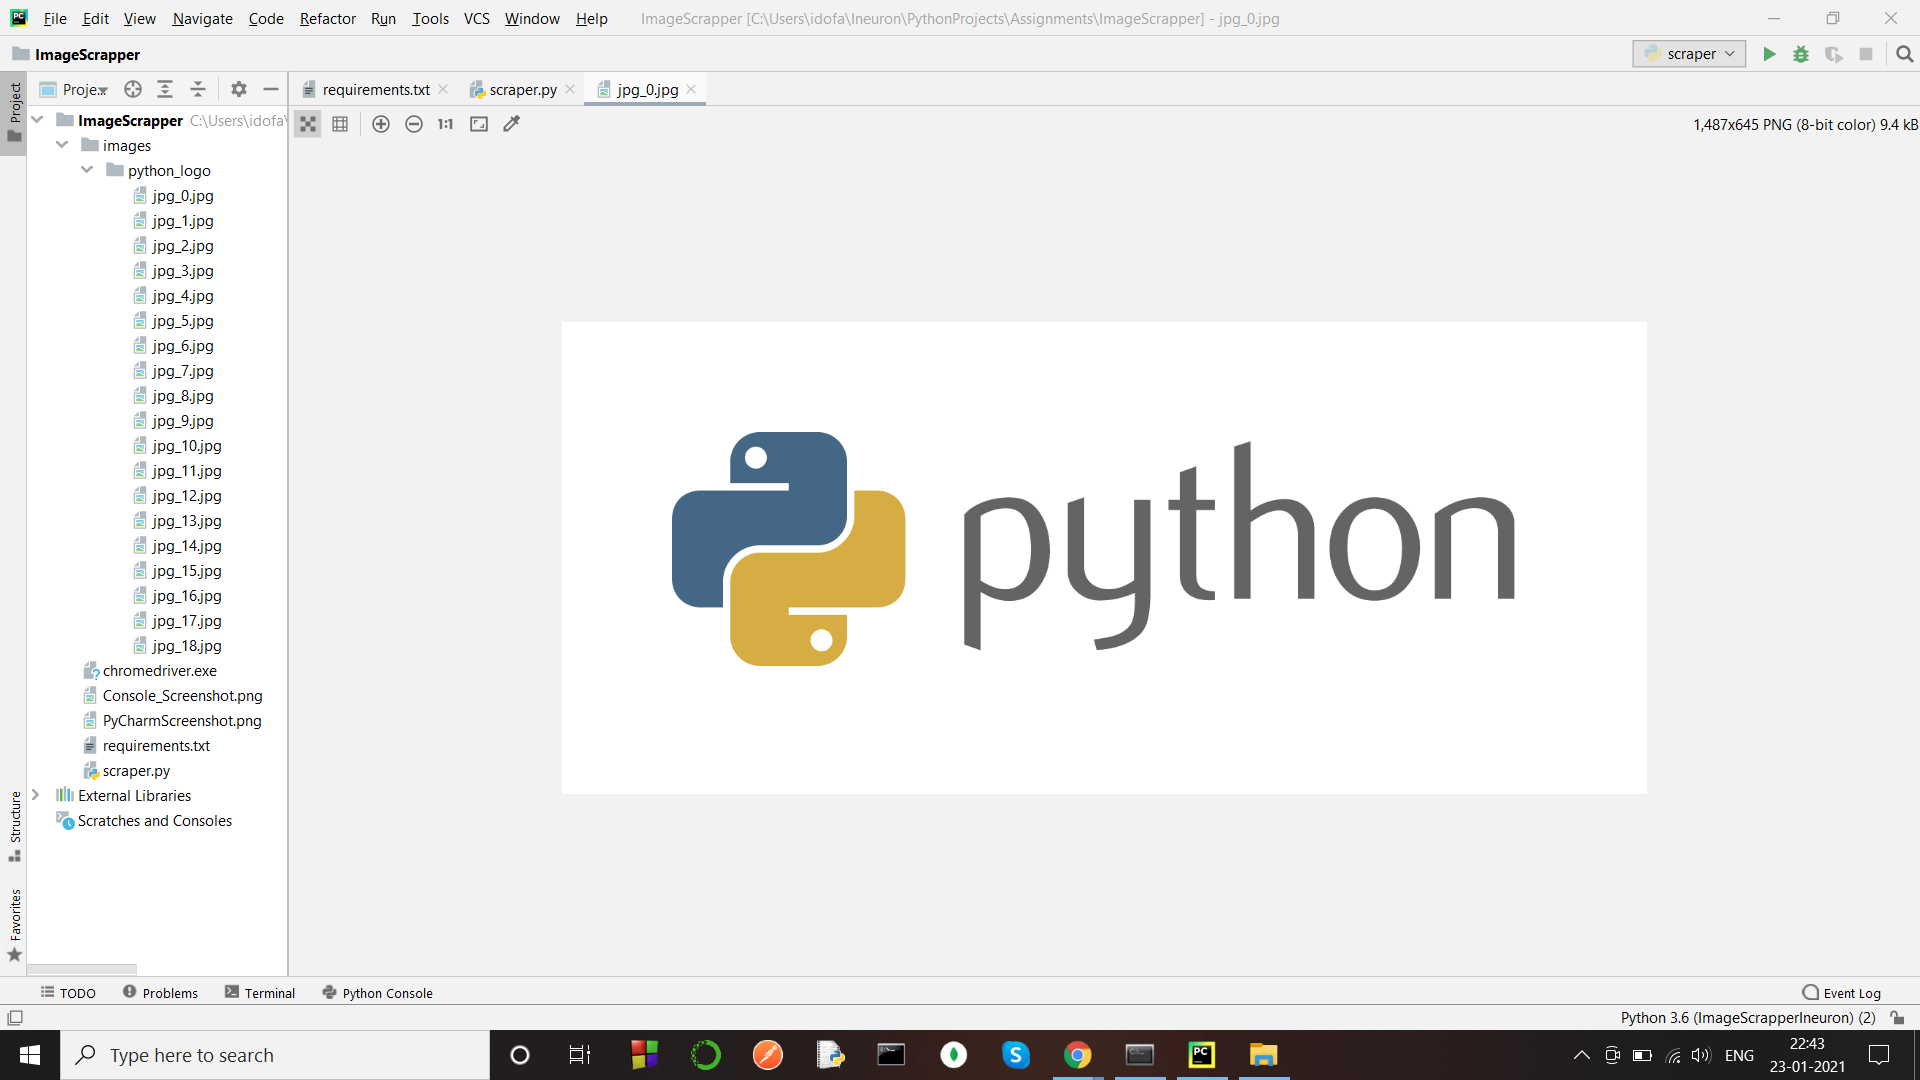 File Edit View Navigate Code Refactor Run Tools VCS Window Help ImageScrapper [C:\Users\idofa\Ineuron\PythonProjects\Assignments\ImageScrapper] - jpg_0.jpg
ImageScrapper
scraper
Project
Proje
requirements.txt
scraper.py
jpg_0.jpg
1:1
1,487x645 PNG (8-bit color) 9.4 kB
ImageScrapper C:\Users\idofa\
images
python_logo
jpg_0.jpg
jpg_1.jpg
jpg_2.jpg
jpg_3.jpg
jpg_4.jpg
jpg_5.jpg
jpg_6.jpg
jpg_7.jpg
jpg_8.jpg
jpg_9.jpg
jpg_10.jpg
jpg_11.jpg
jpg_12.jpg
jpg_13.jpg
jpg_14.jpg
jpg_15.jpg
jpg_16.jpg
jpg_17.jpg
jpg_18.jpg
chromedriver.exe
Console_Screenshot.png
PyCharmScreenshot.png
requirements.txt
scraper.py
External Libraries
Scratches and Consoles
python
Structure
Favorites
TODO Problems Terminal Python Console Event Log
Python 3.6 (ImageScrapperIneuron) (2)
Type here to search
ENG
22:43
23-01-2021